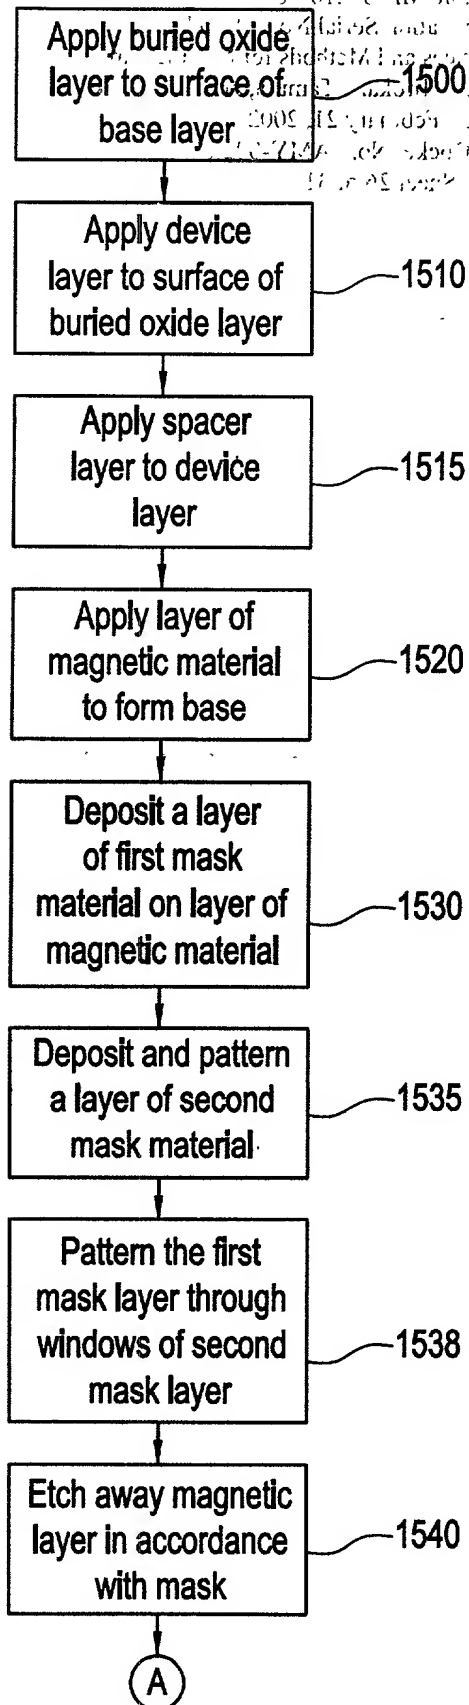 Apply buried oxide
layer to surface of
base layer
1500
Apply device
layer to surface of
buried oxide layer
1510
Apply spacer
layer to device
layer
1515
Apply layer of
magnetic material
to form base
1520
Deposit a layer
of first mask
material on layer of
magnetic material
1530
Deposit and pattern
a layer of second
mask material
1535
Pattern the first
mask layer through
windows of second
mask layer
1538
Etch away magnetic
layer in accordance
with mask
1540
A